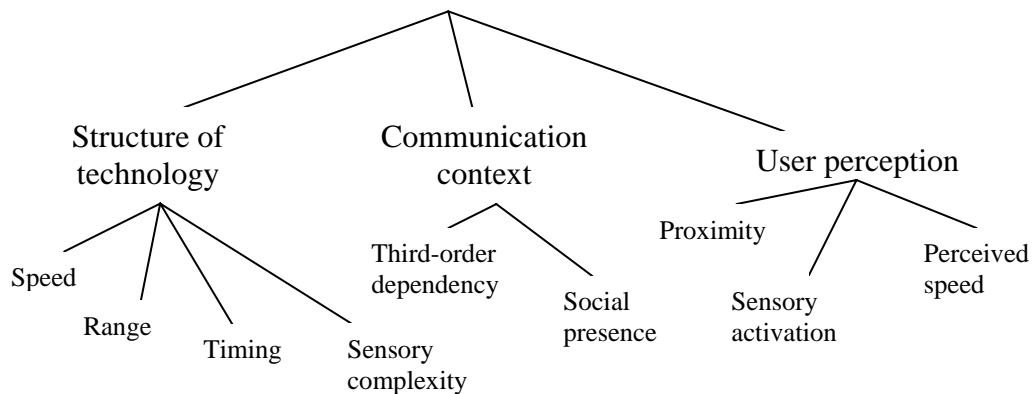 Structure of
technology
Communication
context
User perception
Speed
Range
Timing
Sensory
complexity
Third-order
dependency
Social
presence
Proximity
Sensory
activation
Perceived
speed